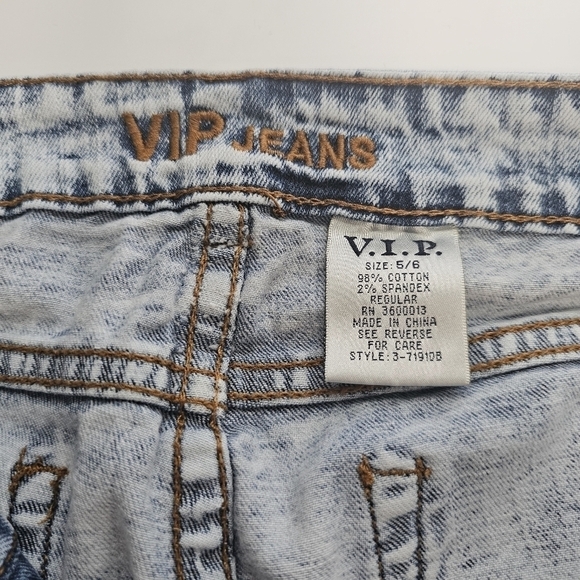 VIP JEANS
V.I.P.
SIZE: 5/6
98% COTTON
2% SPANDEX
REGULAR
RN 3600013
MADE IN CHINA
SEE REVERSE
FOR CARE
STYLE: 3-71910B